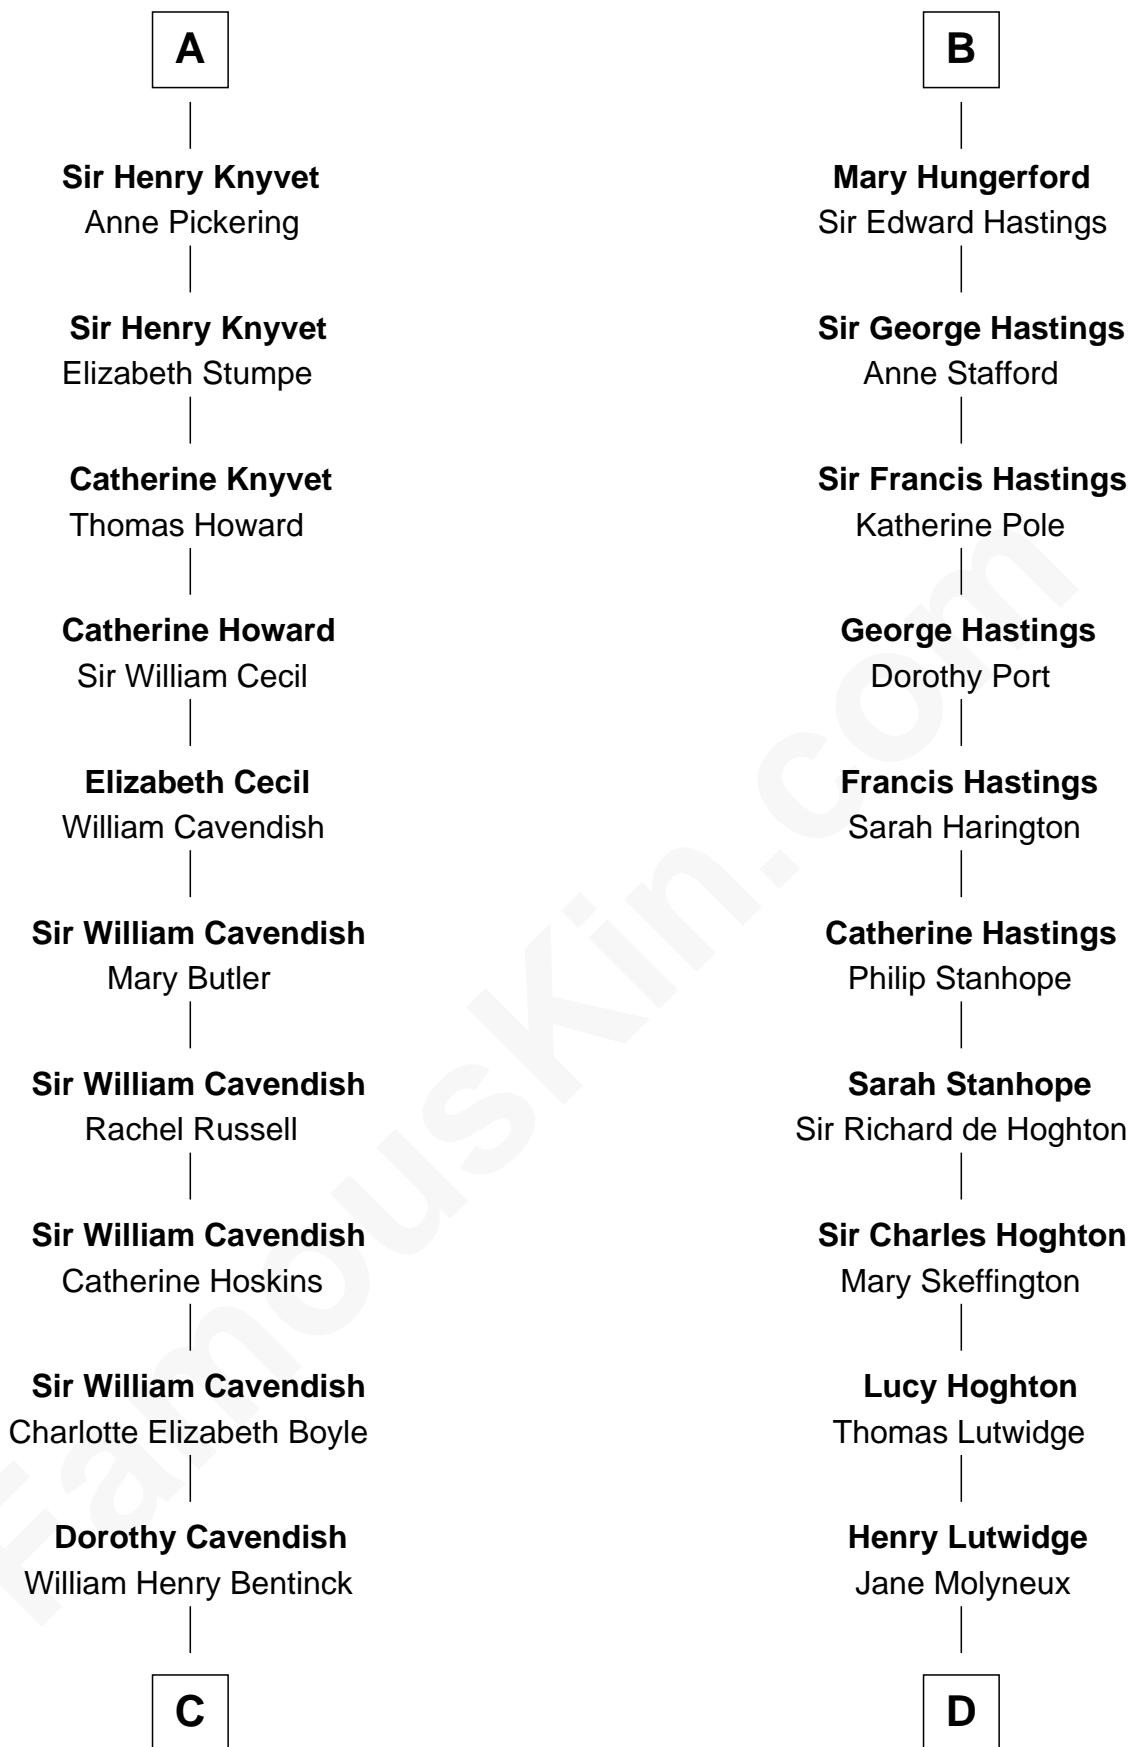 A
Sir Henry Knyvet
Anne Pickering
Sir Henry Knyvet
Elizabeth Stumpe
Catherine Knyvet
Thomas Howard
Catherine Howard
Sir William Cecil
Elizabeth Cecil
William Cavendish
Sir William Cavendish
Mary Butler
Sir William Cavendish
Rachel Russell
Sir William Cavendish
Catherine Hoskins
Sir William Cavendish
Charlotte Elizabeth Boyle
Dorothy Cavendish
William Henry Bentinck
C
B
Mary Hungerford
Sir Edward Hastings
Sir George Hastings
Anne Stafford
Sir Francis Hastings
Katherine Pole
George Hastings
Dorothy Port
Francis Hastings
Sarah Harington
Catherine Hastings
Philip Stanhope
Sarah Stanhope
Sir Richard de Hoghton
Sir Charles Hoghton
Mary Skeffington
Lucy Hoghton
Thomas Lutwidge
Henry Lutwidge
Jane Molyneux
D
FamousKin.com